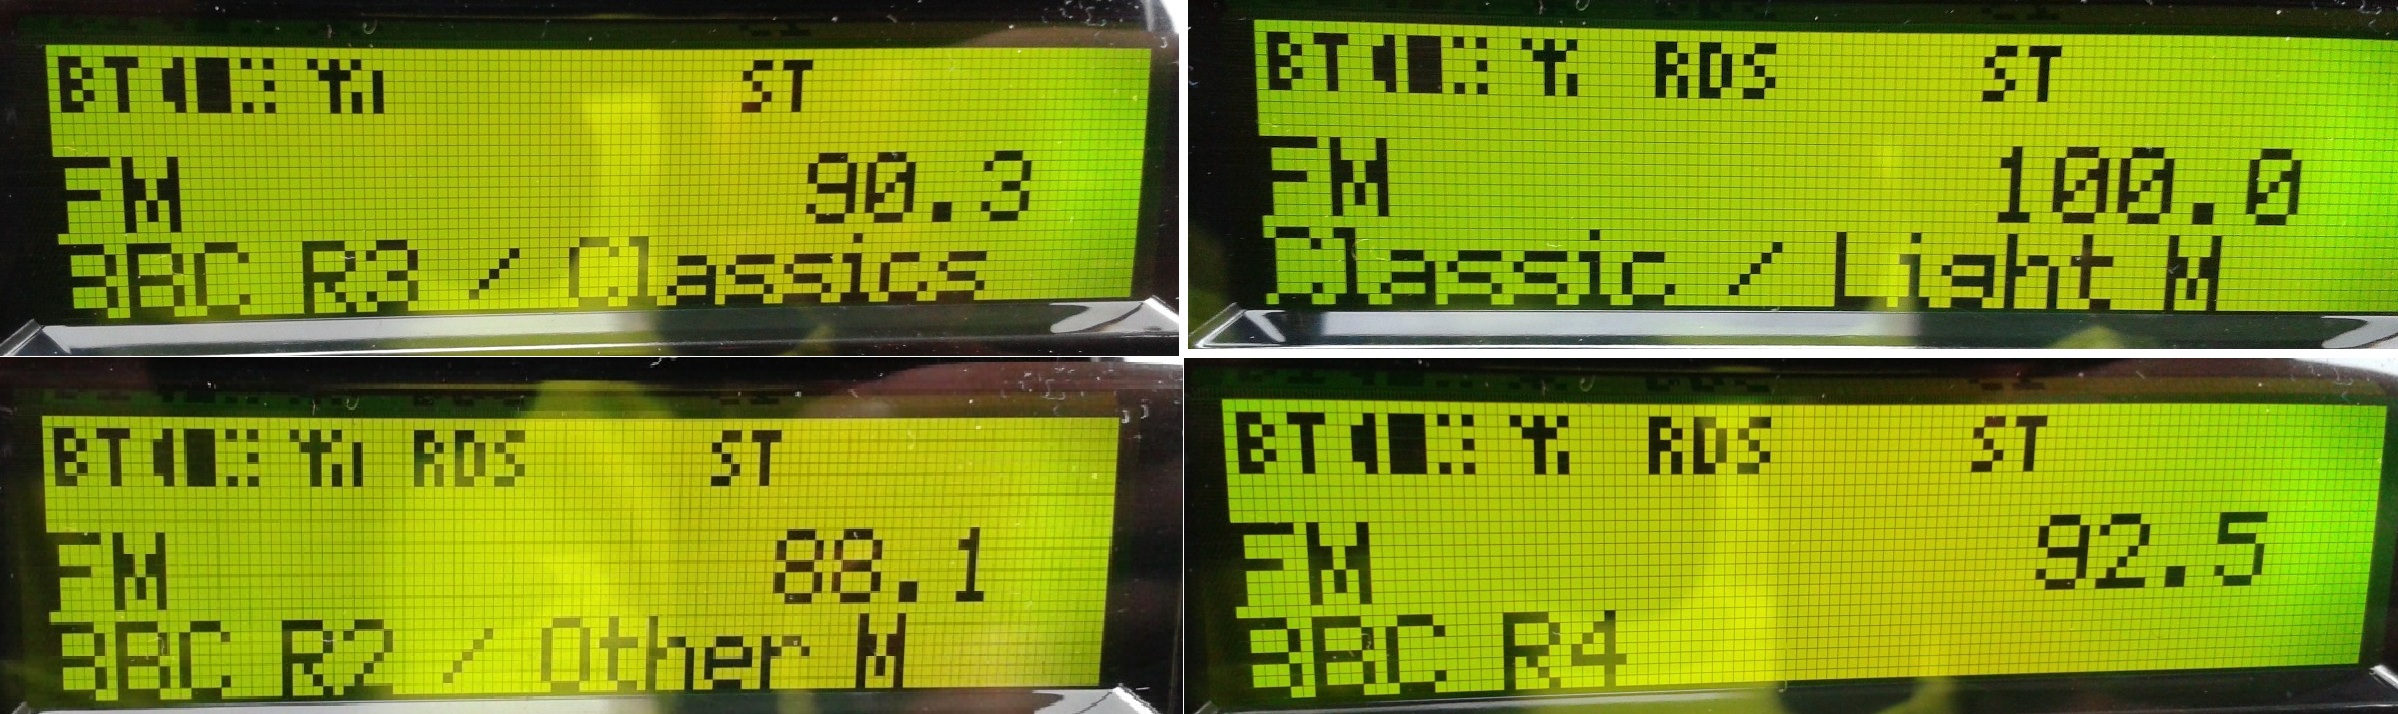 BT ST
FM 90.3
BBC R3 / Classics
BT RDS ST
FM 100.0
Classic / Light M
BT RDS ST
FM 88.1
BBC R2 / Other M
BT RDS ST
FM 92.5
BBC R4